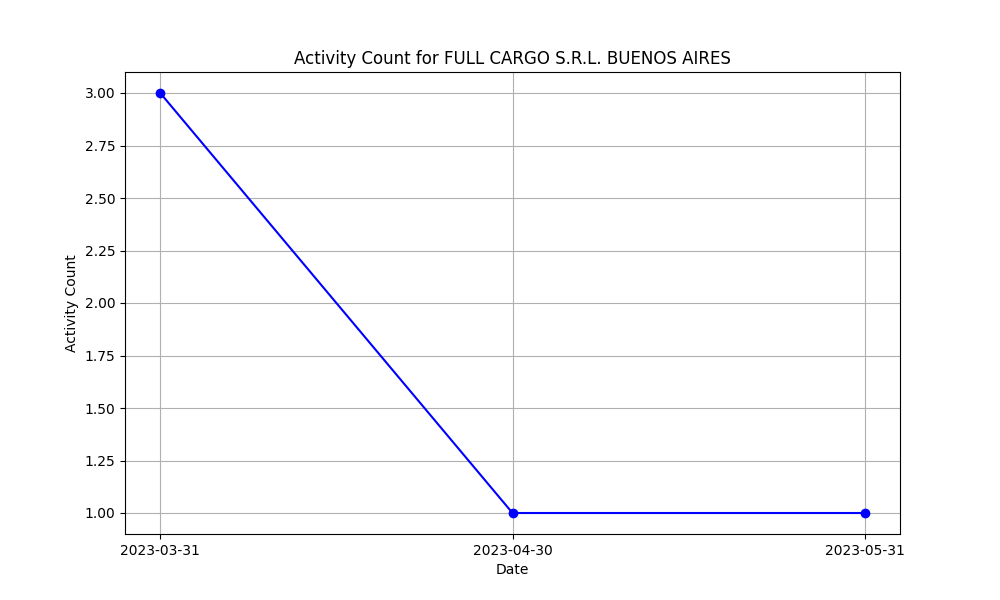 Activity Count for FULL CARGO S.R.L. BUENOS AIRES
Activity Count
3.00
2.75
2.50
2.25
2.00
1.75
1.50
1.25
1.00
2023-03-31 2023-04-30 2023-05-31
Date